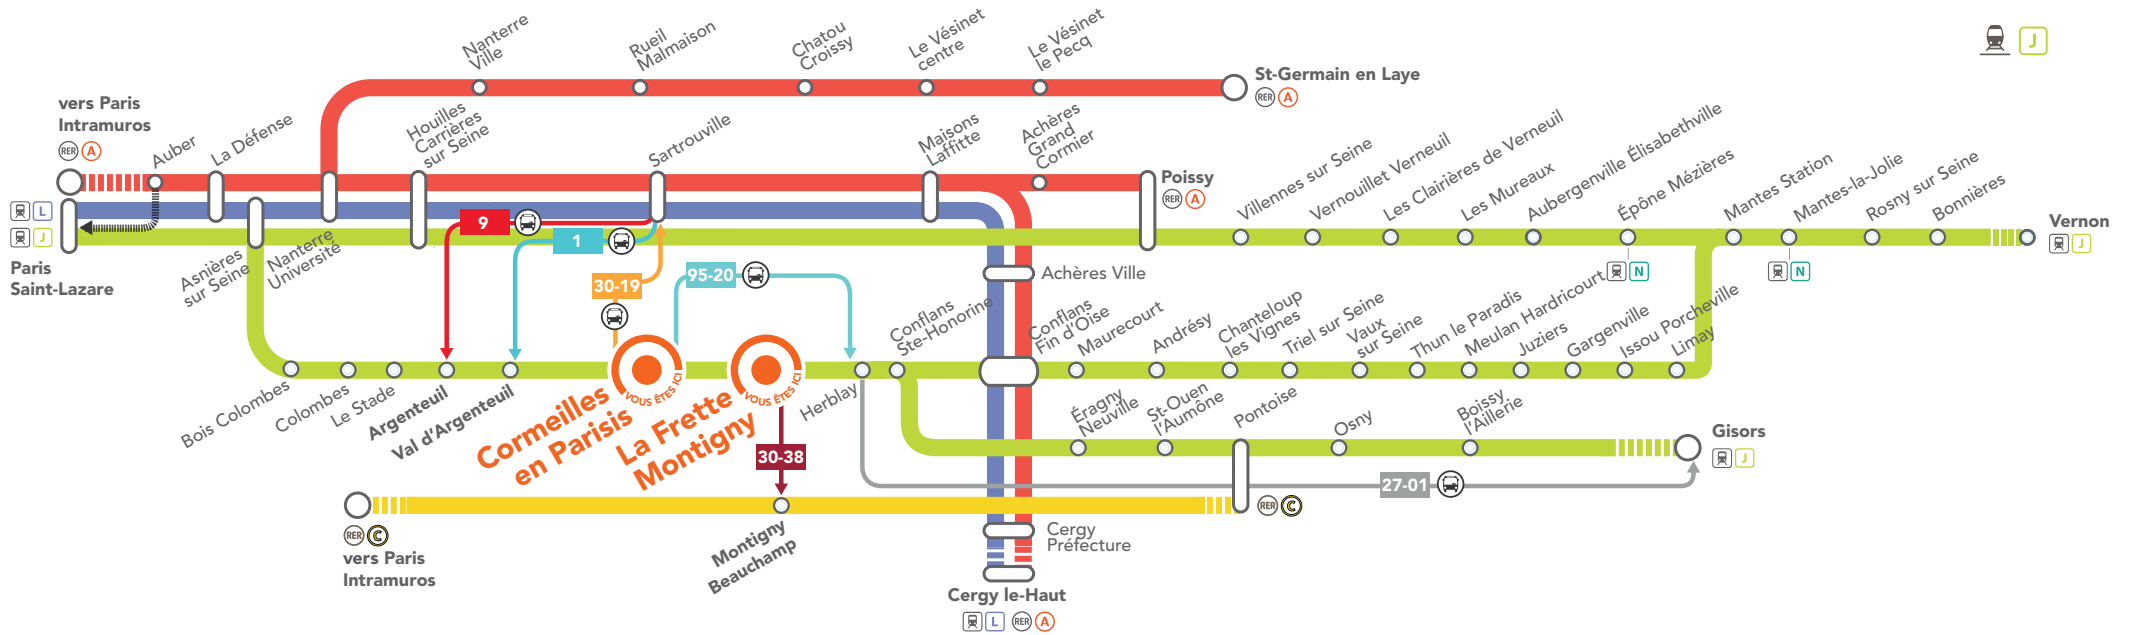 Nanterre
Ville
Rueil
Malmaison
Chatou
Croissy
Le Vésinet
centre
Le Vésinet
le Pecq
St-Germain en Laye
RER A
J
vers Paris
Intramuros
RER A
Auber
La Défense
Houilles
Carrières
sur Seine
Sartrouville
Maisons
Laffitte
Achères
Grand
Cormier
Poissy
RER A
Villennes sur Seine
Vernouillet Verneuil
Les Clairières de Verneuil
Les Mureaux
Aubergenville Élisabethville
Épône Mézières
N
Mantes Station
Mantes-la-Jolie
N
Rosny sur Seine
Bonnières
Vernon
J
L
J
Paris
Saint-Lazare
Asnières
sur Seine
Nanterre
Université
9
1
30-19
95-20
Achères Ville
Bois Colombes
Colombes
Le Stade
Argenteuil
Val d'Argenteuil
Cormeilles
en Parisis
VOUS ÊTES ICI
La Frette
Montigny
VOUS ÊTES ICI
Herblay
Conflans
Ste-Honorine
Conflans
Fin d'Oise
Maurecourt
Andrésy
Chanteloup
les Vignes
Triel sur Seine
Vaux
sur Seine
Thun le Paradis
Meulan Hardricourt
Juziers
Gargenville
Issou Porcheville
Limay
Éragny
Neuville
St-Ouen
l'Aumône
Pontoise
Osny
Boissy
l'Aillerie
Gisors
J
30-38
27-01
RER C
vers Paris
Intramuros
Montigny
Beauchamp
RER C
Cergy
Préfecture
Cergy le-Haut
L RER A